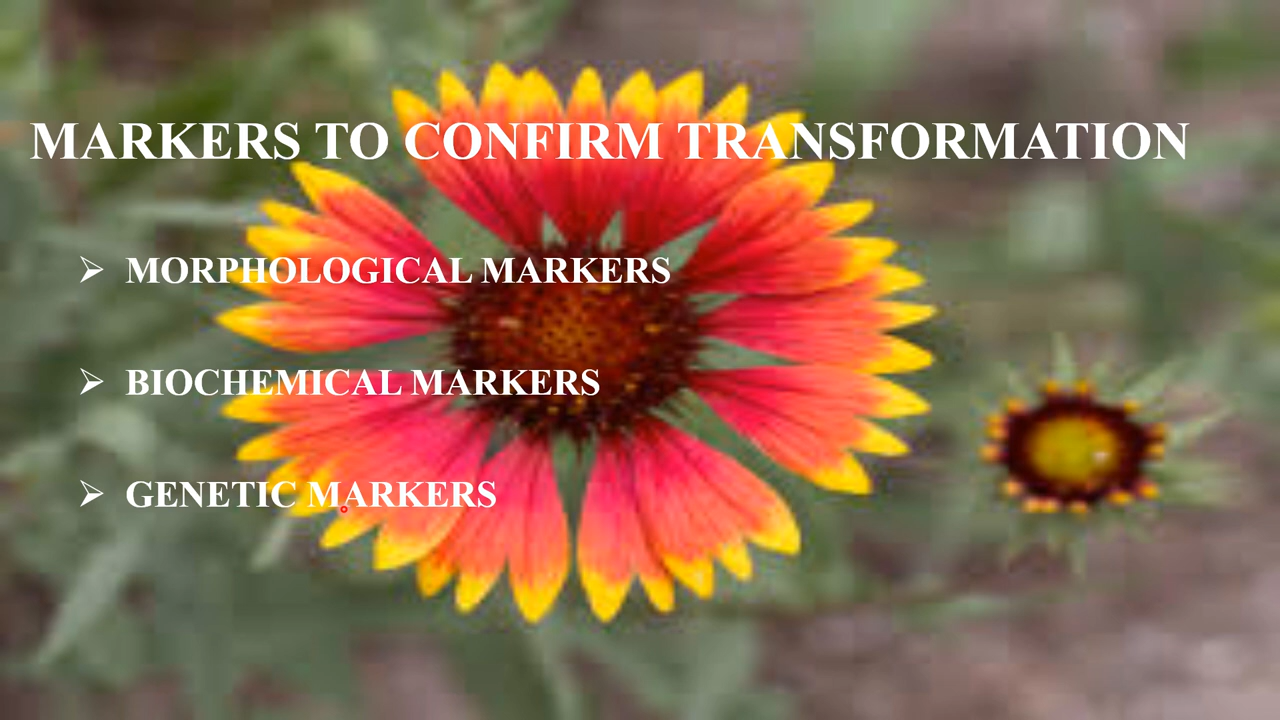 MARKERS TO CONFIRM TRANSFORMATION
➢ MORPHOLOGICAL MARKERS
➢ BIOCHEMICAL MARKERS
➢ GENETIC MARKERS